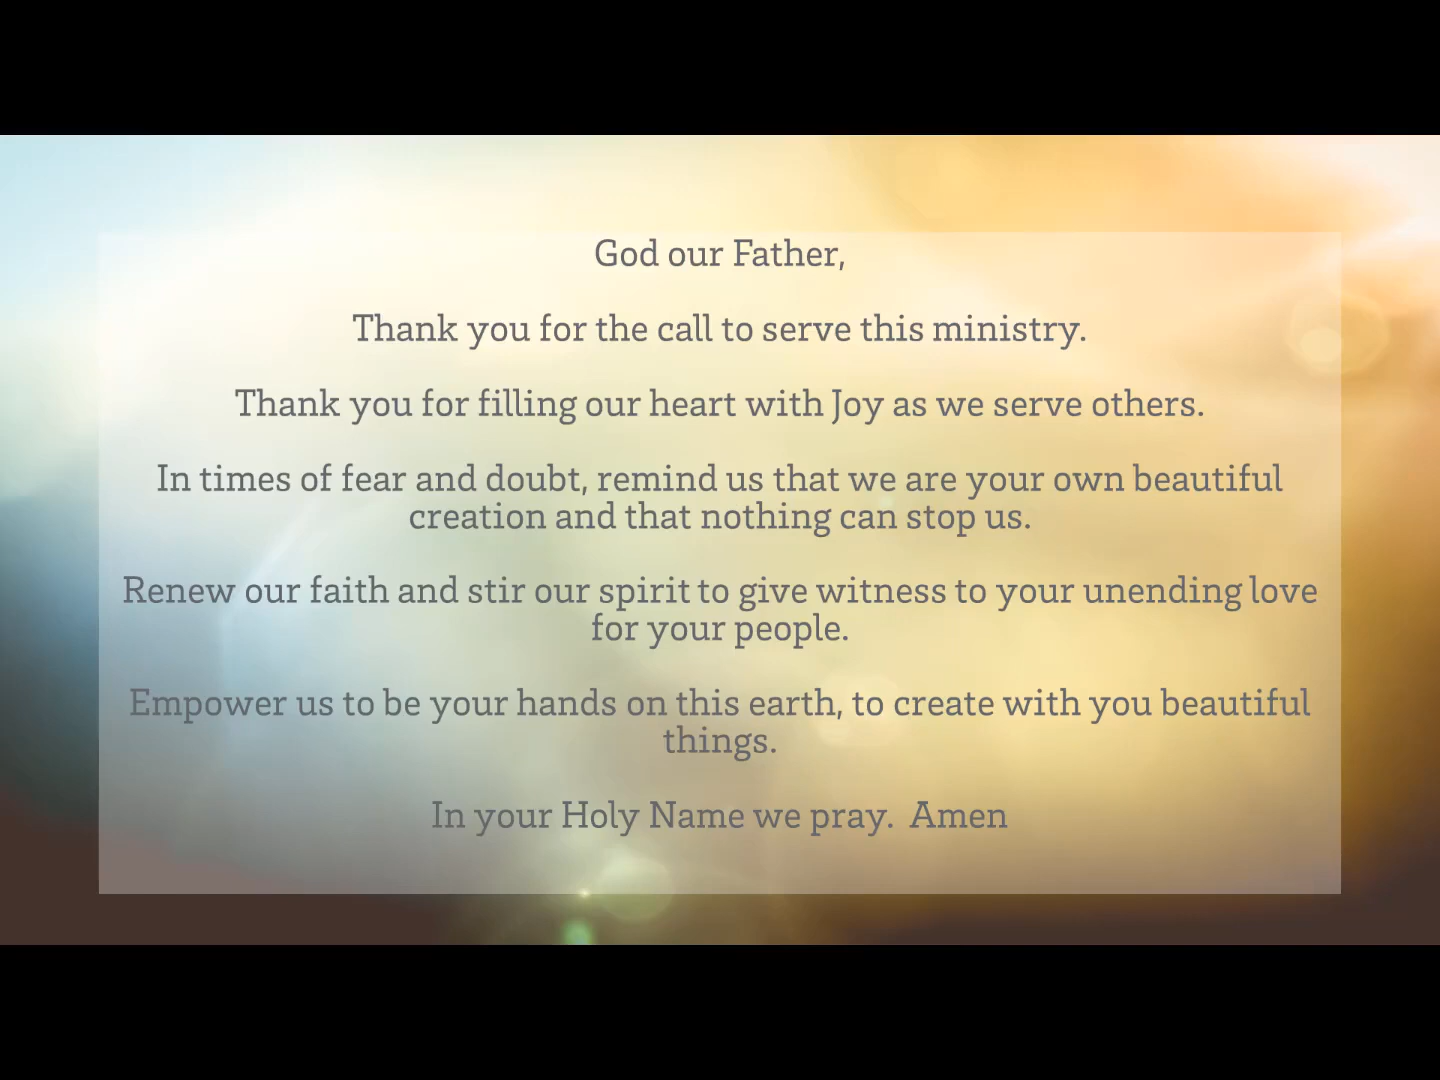 God our Father,
Thank you for the call to serve this ministry.
Thank you for filling our heart with Joy as we serve others.
In times of fear and doubt, remind us that we are your own beautiful
creation and that nothing can stop us.
Renew our faith and stir our spirit to give witness to your unending love
for your people.
Empower us to be your hands on this earth, to create with you beautiful
things.
In your Holy Name we pray.  Amen